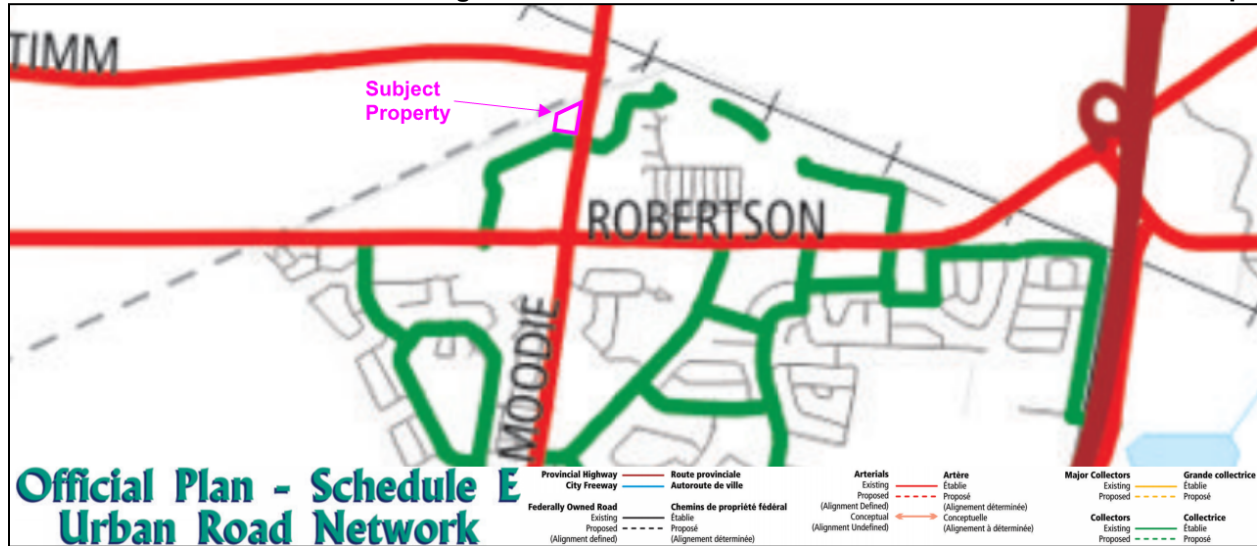 TIMM
Subject
Property
ROBERTSON
MOODIE
Official Plan - Schedule E
Urban Road Network
Provincial Highway Route provinciale
City Freeway Autoroute de ville
Federally Owned Road Chemins de propriété fédéral
Existing Établie
Proposed Proposé
(Alignment defined) (Alignement déterminée)
Arterials Artère
Existing Établie
Proposed Proposé
(Alignment Defined) (Alignement déterminée)
Conceptual Conceptuelle
(Alignment Undefined) (Alignement à déterminée)
Major Collectors Grande collectrice
Existing Établie
Proposed Proposé
Collectors Collectrice
Existing Établie
Proposed Proposé